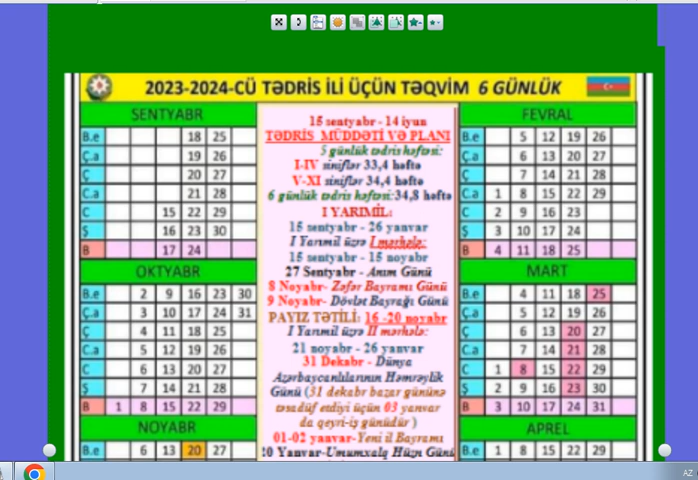 2023-2024-CÜ TƏDRİS İLİ ÜÇÜN TƏQVİM 6 GÜNLÜK
SENTYABR
B.e 18 25
Ç.a 19 26
Ç 20 27
C.a 21 28
C 15 22 29
Ş 16 23 30
B 17 24
OKTYABR
B.e 2 9 16 23 30
Ç.a 3 10 17 24 31
Ç 4 11 18 25
C.a 5 12 19 26
C 6 13 20 27
Ş 7 14 21 28
B 1 8 15 22 29
NOYABR
B.e 6 13 20 27
15 sentyabr - 14 iyun
TƏDRİS MÜDDƏTİ VƏ PLANI
5 günlük tədris həftəsi:
I-IV siniflər 33,4 həftə
V-XI siniflər 34,4 həftə
6 günlük tədris həftəsi:34,8 həftə
I YARIMİL:
15 sentyabr - 26 yanvar
I Yarımil üzrə I mərhələ:
15 sentyabr - 15 noyabr
27 Sentyabr - Anım Günü
8 Noyabr- Zəfər Bayramı Günü
9 Noyabr- Dövlət Bayrağı Günü
PAYIZ TƏTİLİ: 16 -20 noyabr
I Yarımil üzrə II mərhələ:
21 noyabr - 26 yanvar
31 Dekabr - Dünya
Azərbaycanlılarının Həmrəylik
Günü (31 dekabr bazar gününə
təsadüf etdiyi üçün 03 yanvar
da qeyri-iş günüdür )
01-02 yanvar-Yeni il Bayramı
20 Yanvar-Umumxalq Hüzn Günü
FEVRAL
B.e 5 12 19 26
Ç.a 6 13 20 27
Ç 7 14 21 28
C.a 1 8 15 22 29
C 2 9 16 23
Ş 3 10 17 24
B 4 11 18 25
MART
B.e 4 11 18 25
Ç.a 5 12 19 26
Ç 6 13 20 27
C.a 7 14 21 28
C 1 8 15 22 29
Ş 2 9 16 23 30
B 3 10 17 24 31
APREL
B.e 1 8 15 22 29
AZ